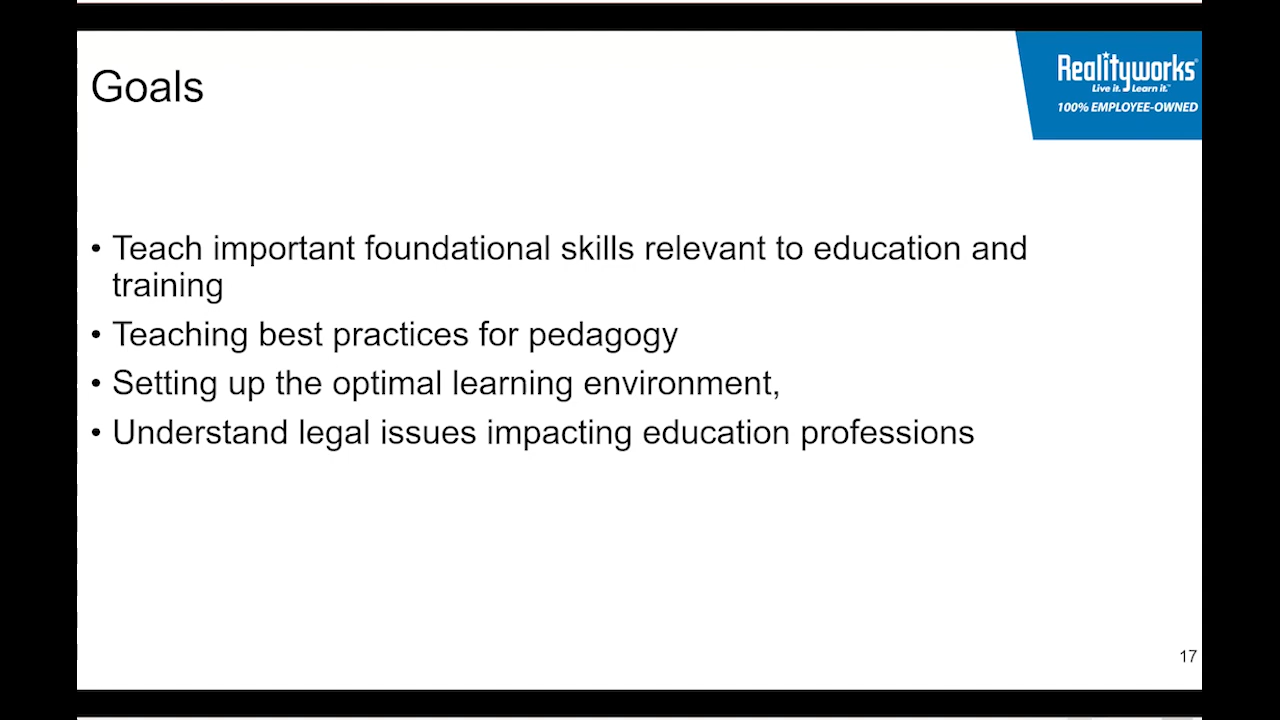 Goals
Realityworks®
Live it. Learn it.™
100% EMPLOYEE-OWNED
• Teach important foundational skills relevant to education and
training
• Teaching best practices for pedagogy
• Setting up the optimal learning environment,
• Understand legal issues impacting education professions
17